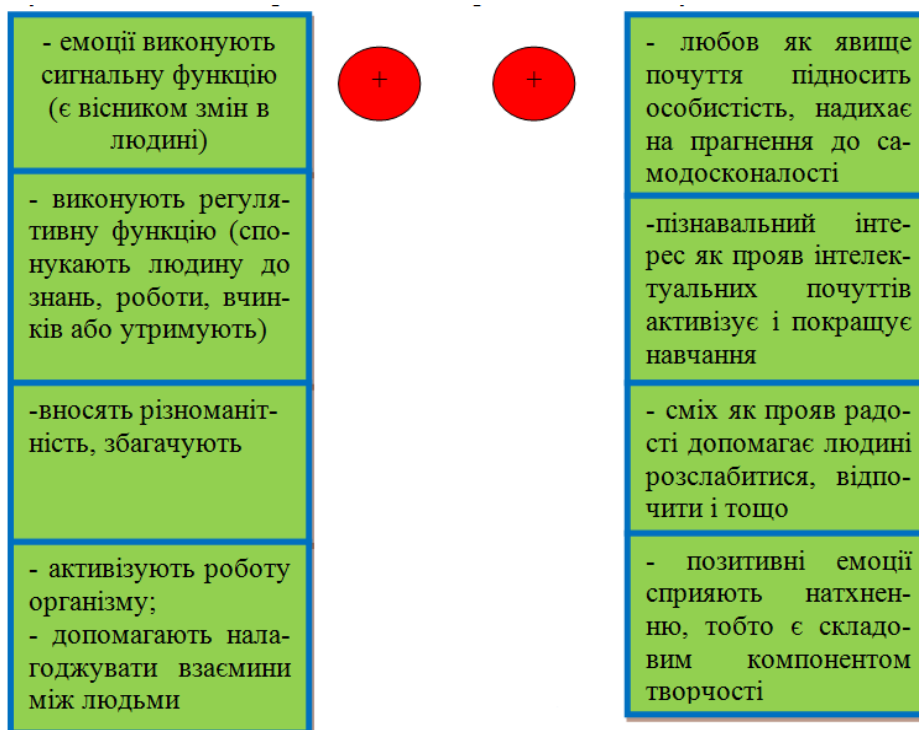 - емоції виконують
сигнальну функцію
(є вісником змін в
людині)
- виконують регуля-
тивну функцію (спо-
нукають людину до
знань, роботи, вчин-
ків або утримують)
-вносять різноманіт-
ність, збагачують
- активізують роботу
організму;
- допомагають нала-
годжувати взаємини
між людьми
+
+
- любов як явище
почуття підносить
особистість, надихає
на прагнення до са-
модосконалості
-пізнавальний інте-
рес як прояв інтелек-
туальних почуттів
активізує і покращує
навчання
- сміх як прояв радо-
сті допомагає людині
розслабитися, відпо-
чити і тощо
- позитивні емоції
сприяють натхнен-
ню, тобто є складо-
вим компонентом
творчості